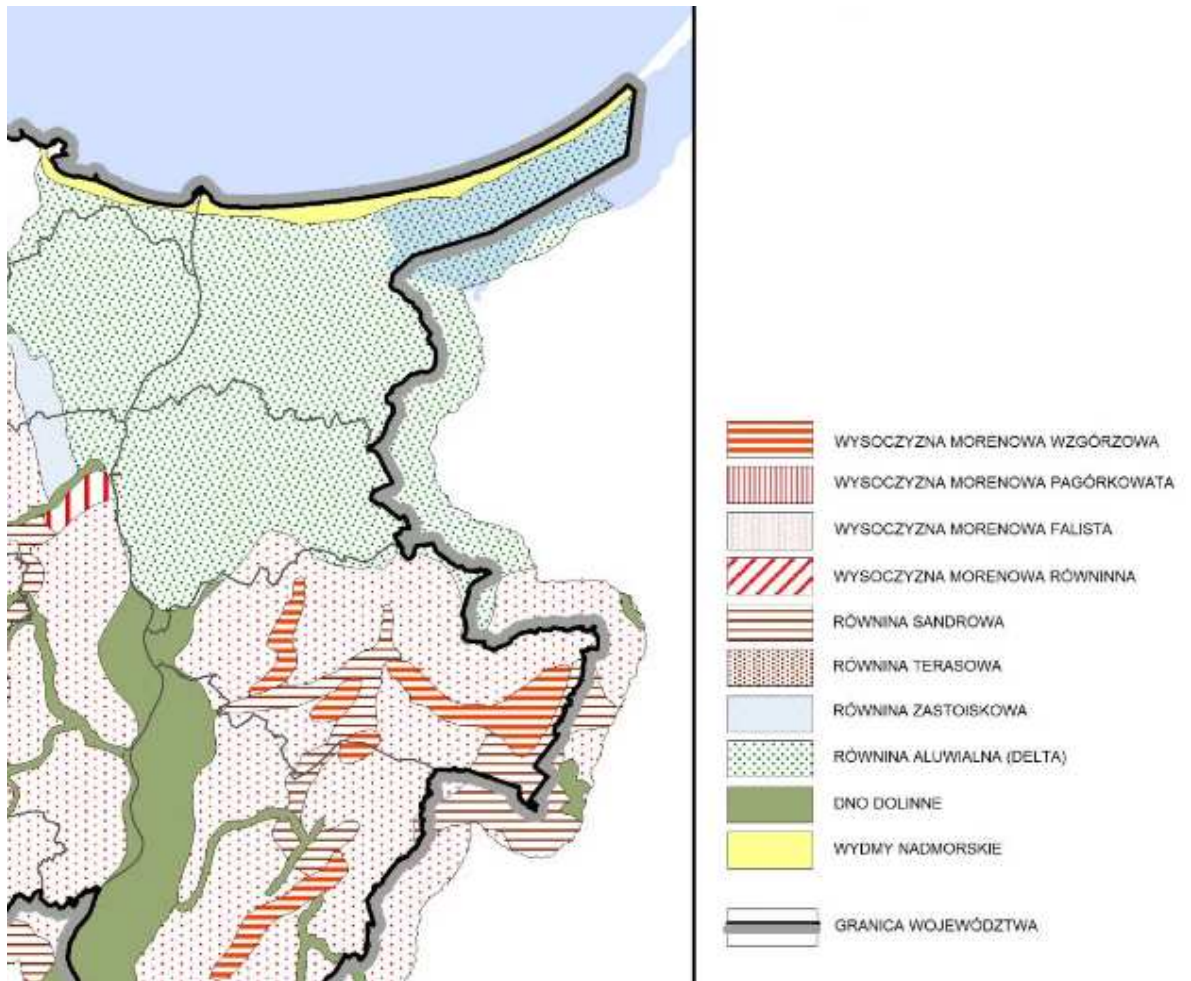 WYSOCZYZNA MORENOWA WZGÓRZOWA
WYSOCZYZNA MORENOWA PAGÓRKOWATA
WYSOCZYZNA MORENOWA FALISTA
WYSOCZYZNA MORENOWA RÓWNINNA
RÓWNINA SANDROWA
RÓWNINA TERASOWA
RÓWNINA ZASTOISKOWA
RÓWNINA ALUWIALNA (DELTA)
DNO DOLINNE
WYDMY NADMORSKIE
GRANICA WOJEWÓDZTWA